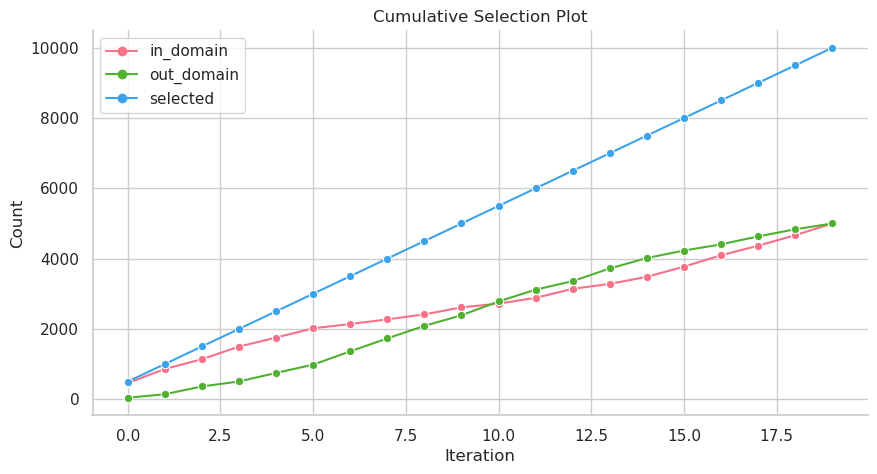 Cumulative Selection Plot
in_domain
out_domain
selected
10000
8000
6000
4000
2000
0
Count
0.0 2.5 5.0 7.5 10.0 12.5 15.0 17.5
Iteration